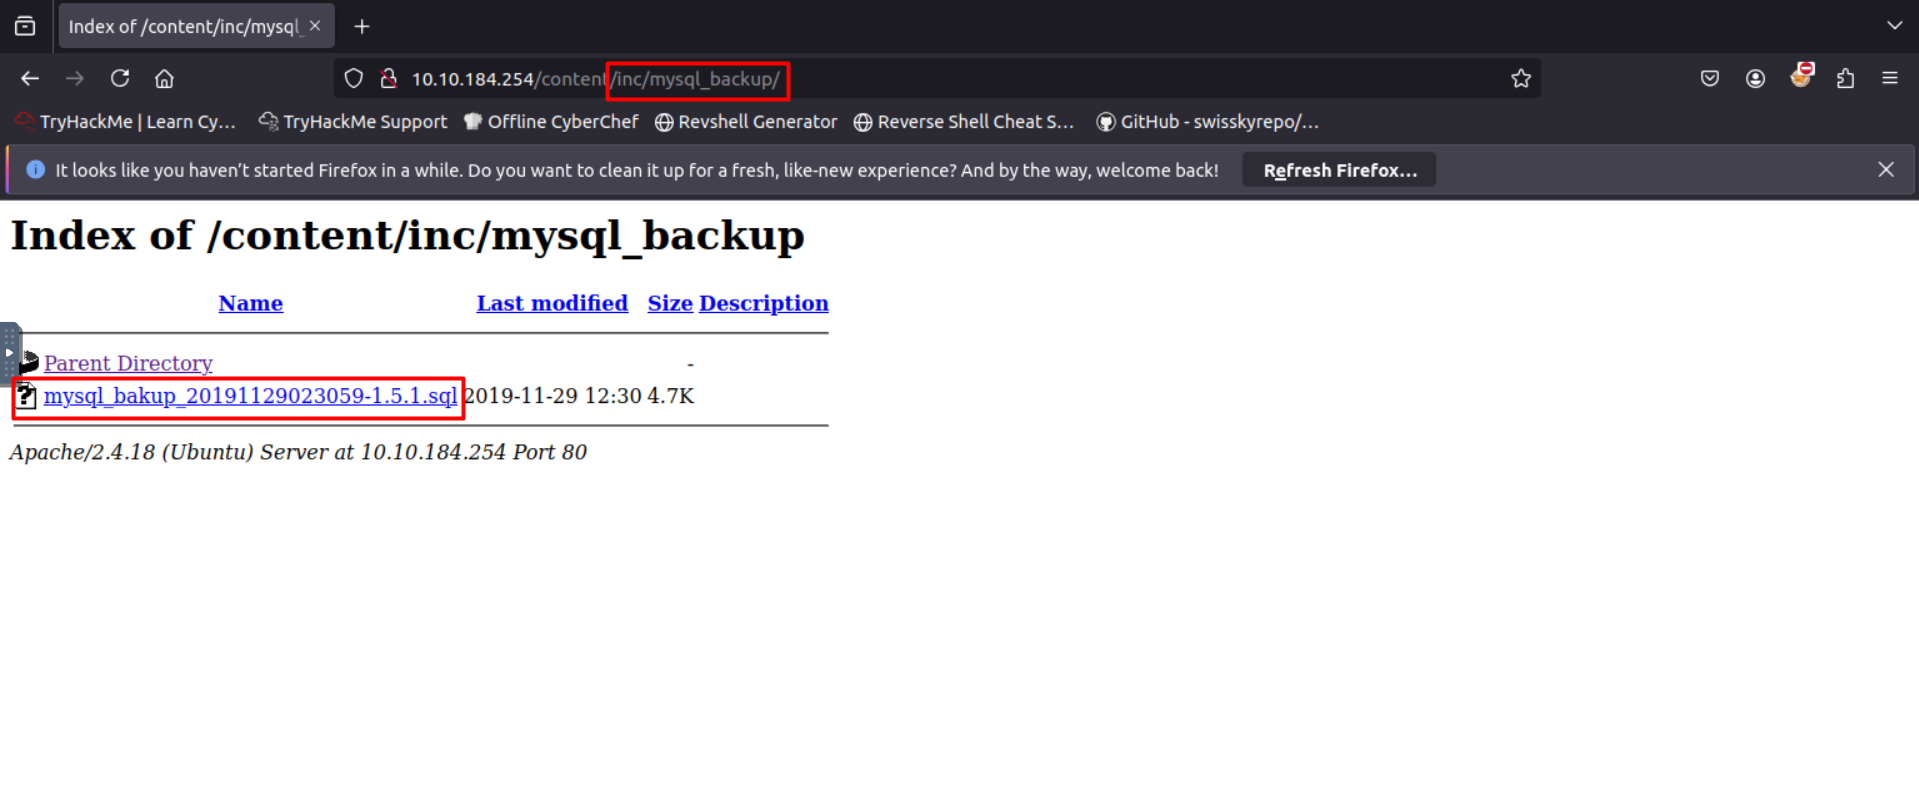 Index of /content/inc/mysql_
10.10.184.254/content/inc/mysql_backup/
TryHackMe | Learn Cy... TryHackMe Support Offline CyberChef Revshell Generator Reverse Shell Cheat S... GitHub - swisskyrepo/...
It looks like you haven't started Firefox in a while. Do you want to clean it up for a fresh, like-new experience? And by the way, welcome back! Refresh Firefox...
Index of /content/inc/mysql_backup
Name Last modified Size Description
Parent Directory -
mysql_bakup_20191129023059-1.5.1.sql 2019-11-29 12:30 4.7K
Apache/2.4.18 (Ubuntu) Server at 10.10.184.254 Port 80